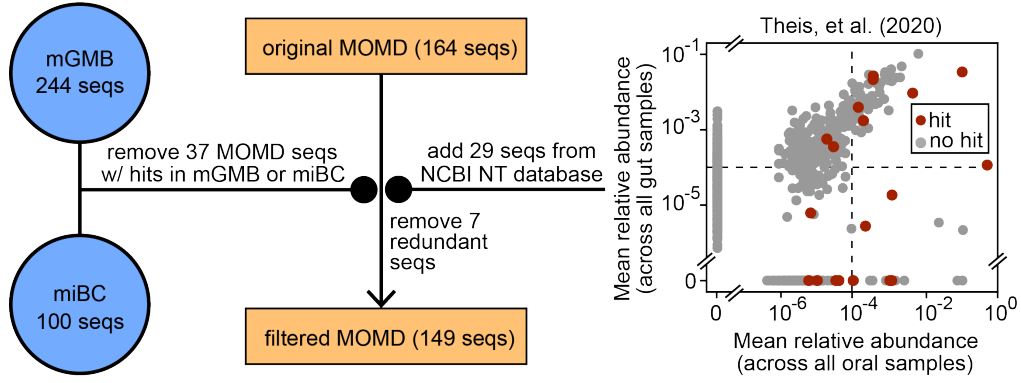 mGMB
244 seqs
original MOMD (164 seqs)
remove 37 MOMD seqs
w/ hits in mGMB or miBC
add 29 seqs from
NCBI NT database
remove 7
redundant
seqs
miBC
100 seqs
filtered MOMD (149 seqs)
Theis, et al. (2020)
Mean relative abundance
(across all gut samples)
10⁻¹
10⁻³
10⁻⁵
0
hit
no hit
0
10⁻⁶
10⁻⁴
10⁻²
10⁰
Mean relative abundance
(across all oral samples)